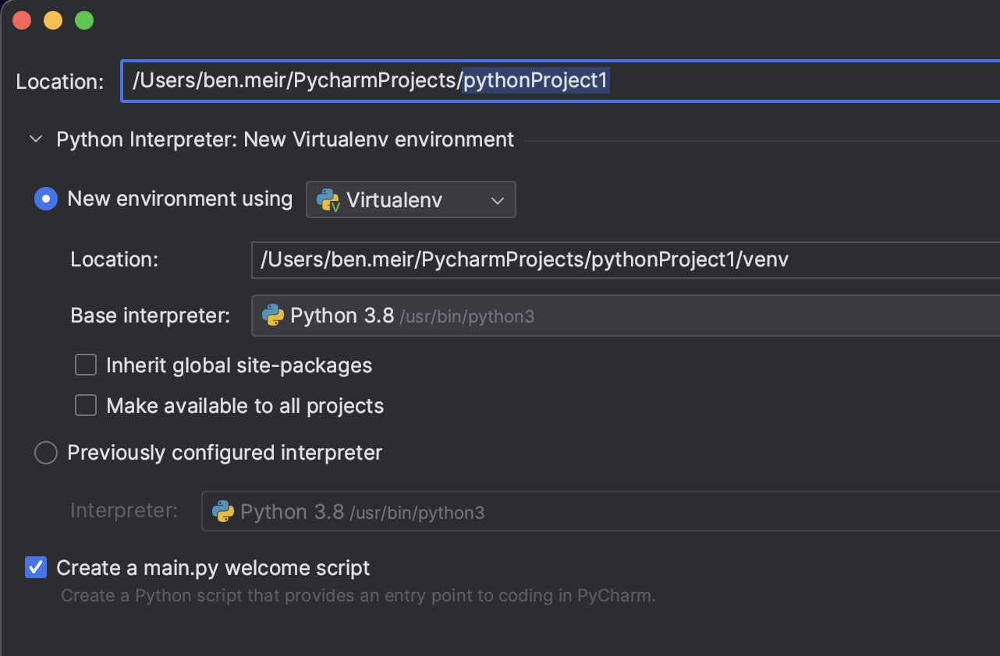 Location: /Users/ben.meir/PycharmProjects/pythonProject1
Python Interpreter: New Virtualenv environment
New environment using Virtualenv
Location: /Users/ben.meir/PycharmProjects/pythonProject1/venv
Base interpreter: Python 3.8 /usr/bin/python3
Inherit global site-packages
Make available to all projects
Previously configured interpreter
Interpreter: Python 3.8 /usr/bin/python3
Create a main.py welcome script
Create a Python script that provides an entry point to coding in PyCharm.